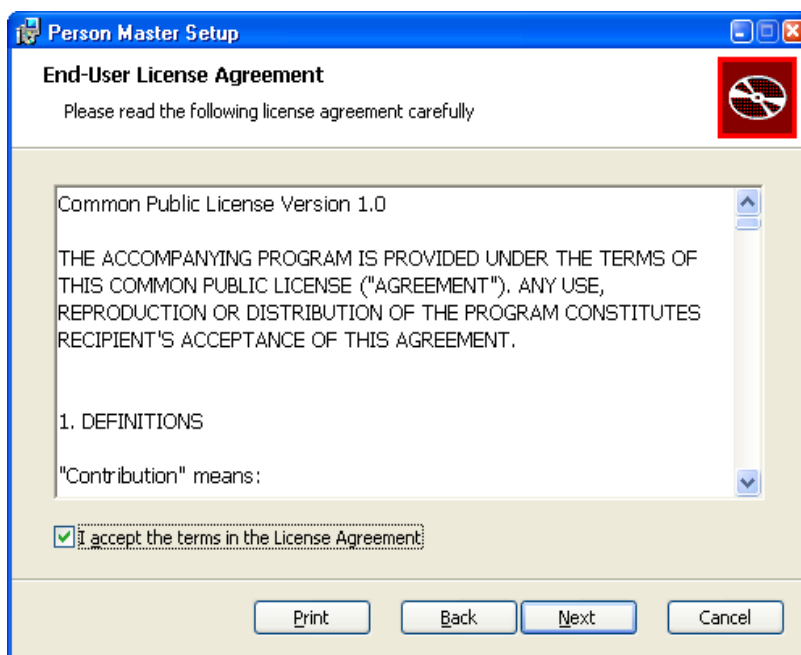 Person Master Setup
End-User License Agreement
Please read the following license agreement carefully
Common Public License Version 1.0
THE ACCOMPANYING PROGRAM IS PROVIDED UNDER THE TERMS OF
THIS COMMON PUBLIC LICENSE ("AGREEMENT"). ANY USE,
REPRODUCTION OR DISTRIBUTION OF THE PROGRAM CONSTITUTES
RECIPIENT'S ACCEPTANCE OF THIS AGREEMENT.
1. DEFINITIONS
"Contribution" means:
I accept the terms in the License Agreement
Print Back Next Cancel